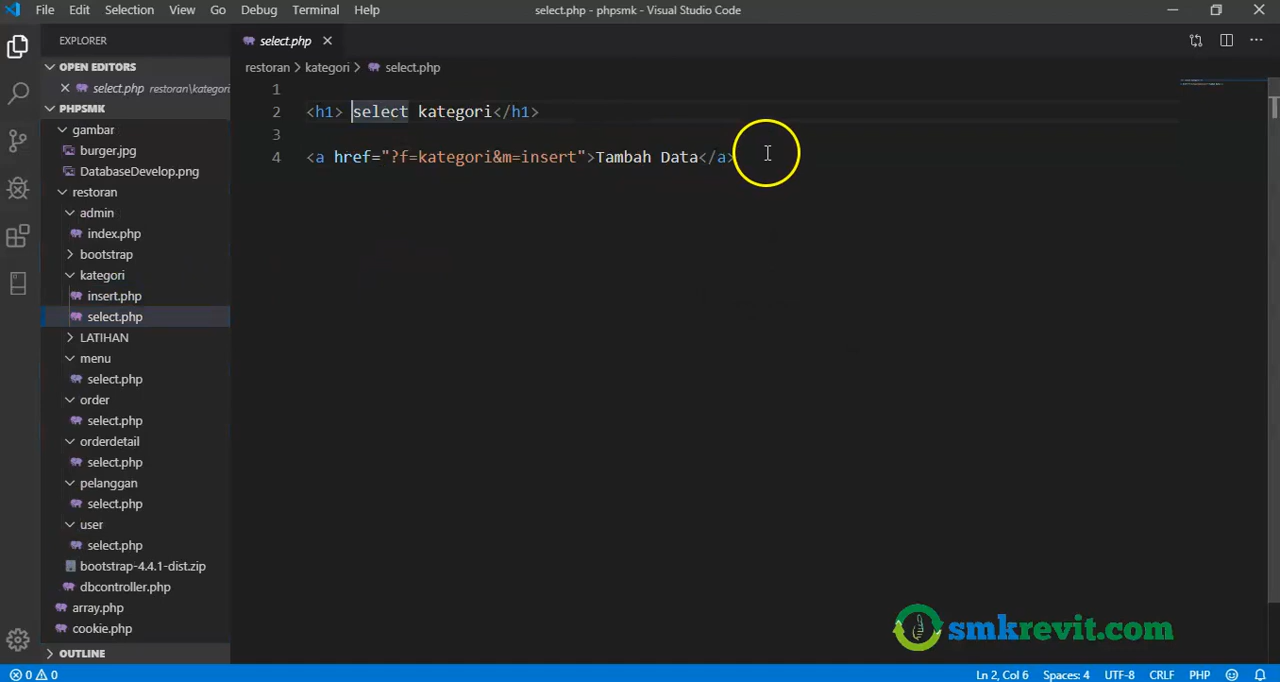 File Edit Selection View Go Debug Terminal Help select.php - phpsmk - Visual Studio Code
EXPLORER
OPEN EDITORS
select.php restoran\kategori
PHPSMK
gambar
burger.jpg
DatabaseDevelop.png
restoran
admin
index.php
bootstrap
kategori
insert.php
select.php
LATIHAN
menu
select.php
order
select.php
orderdetail
select.php
pelanggan
select.php
user
select.php
bootstrap-4.4.1-dist.zip
dbcontroller.php
array.php
cookie.php
OUTLINE
select.php
restoran > kategori > select.php
1
2 <h1> select kategori</h1>
3
4 <a href="?f=kategori&m=insert">Tambah Data</a>
smkrevit.com
0 0 Ln 2, Col 6 Spaces: 4 UTF-8 CRLF PHP